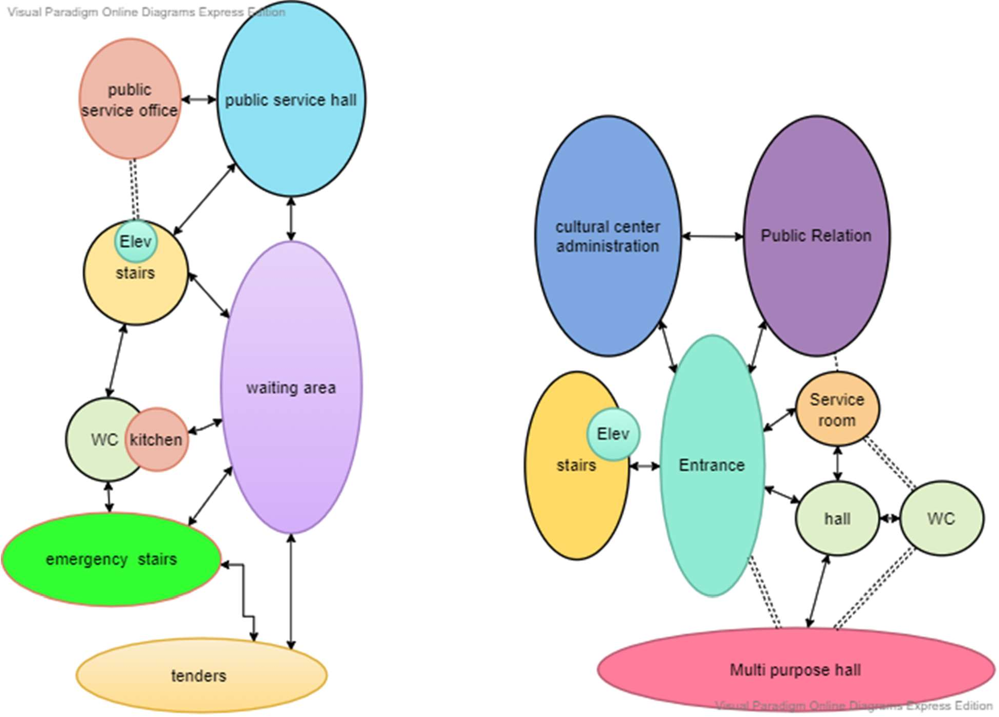 Visual Paradigm Online Diagrams Express Edition
public
service office
public service hall
Elev
stairs
waiting area
WC
kitchen
emergency stairs
tenders
cultural center
administration
Public Relation
Elev
stairs
Entrance
Service
room
hall
WC
Multi purpose hall
Visual Paradigm Online Diagrams Express Edition